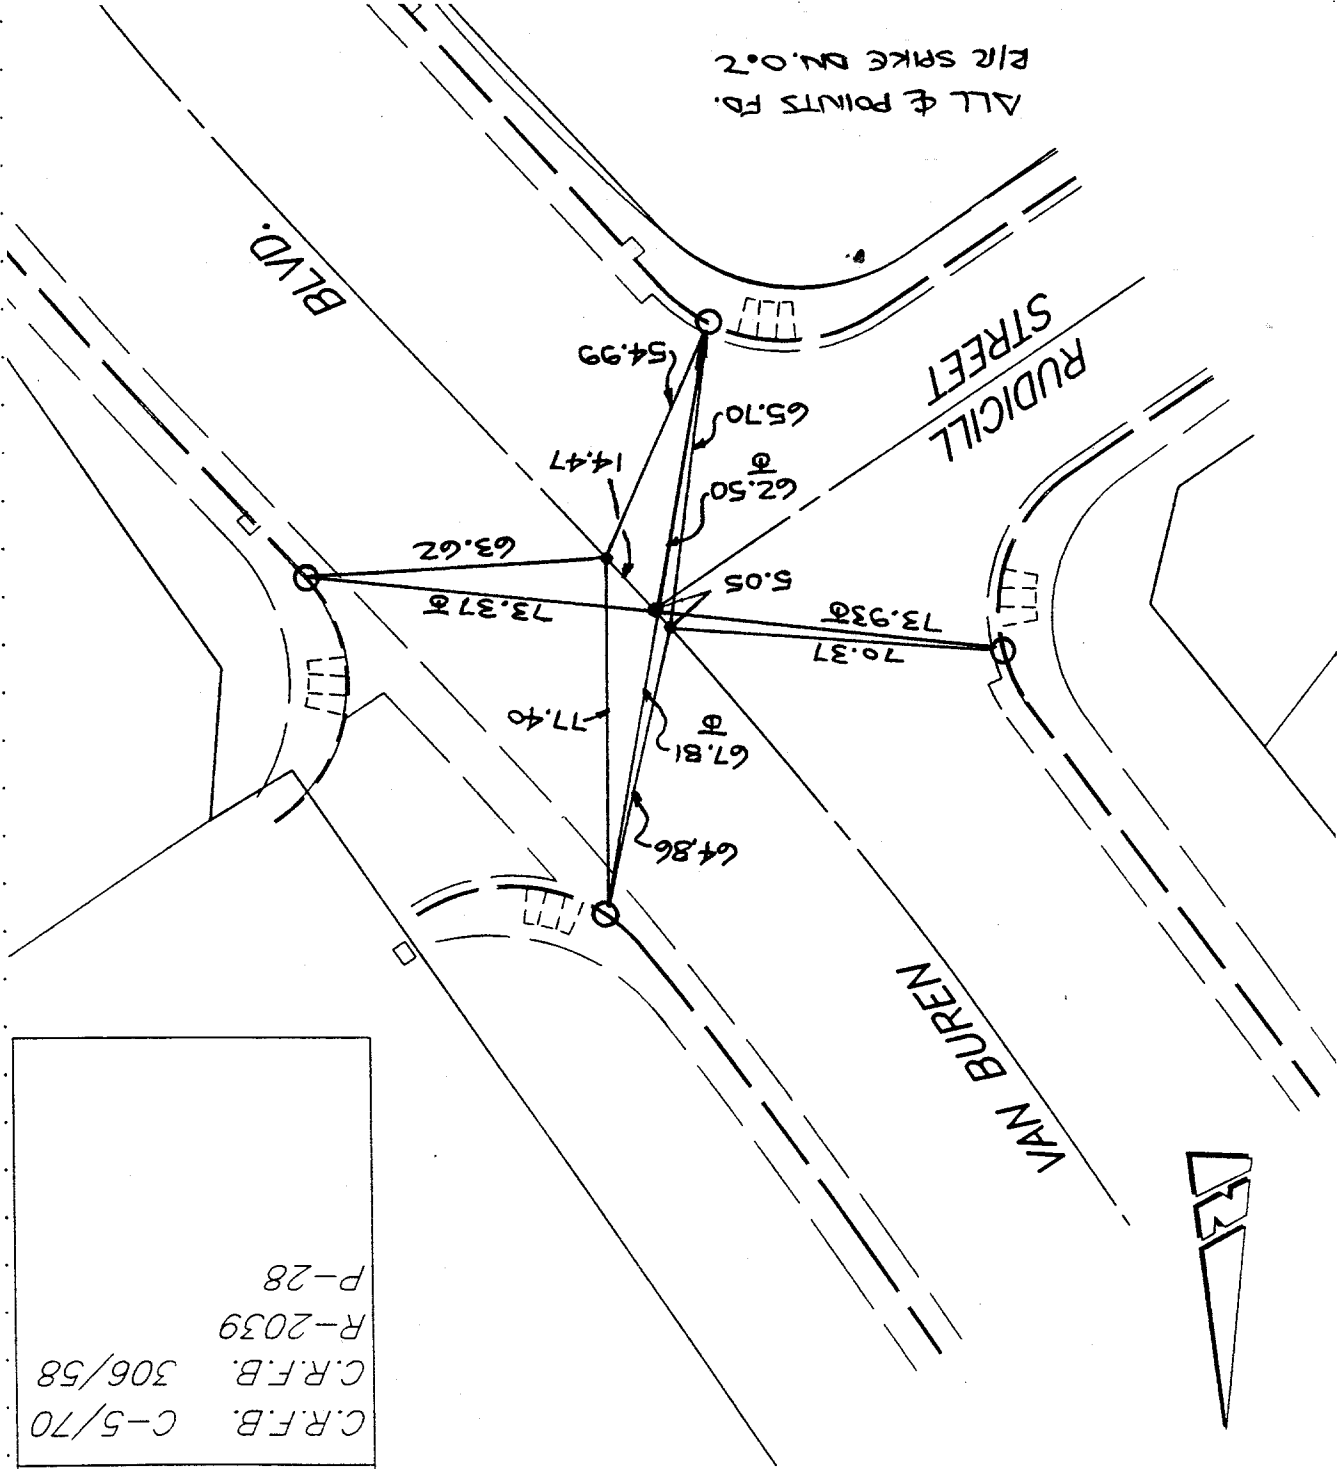 C.R.F.B. C-5/70
C.R.F.B. 306/58
R-2039
P-28
VAN BUREN
64.86
67.81
77.40
70.37
73.93
73.37
5.05
63.62
62.50
14.47
65.70
54.99
RUDICILL
STREET
BLVD.
ALL ℄ POINTS FD.
R/R SPIKE DN. 0.2